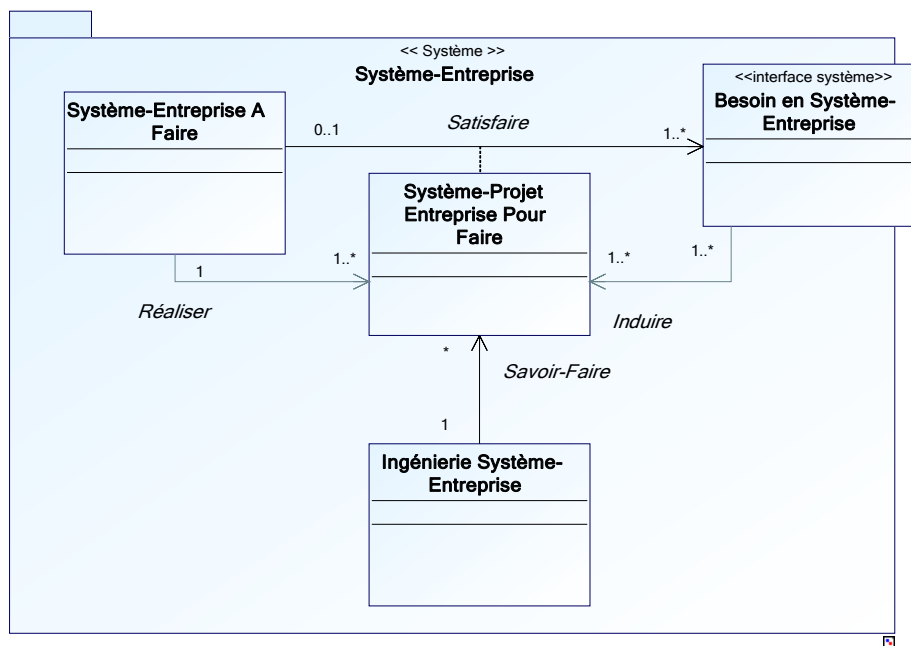 << Système >>
Système-Entreprise
<<interface système>>
Besoin en Système-
Entreprise
Système-Entreprise A
Faire
0..1
Satisfaire
1..*
Système-Projet
Entreprise Pour
Faire
1
1..*
1..*
1..*
Réaliser
Induire
*
Savoir-Faire
1
Ingénierie Système-
Entreprise